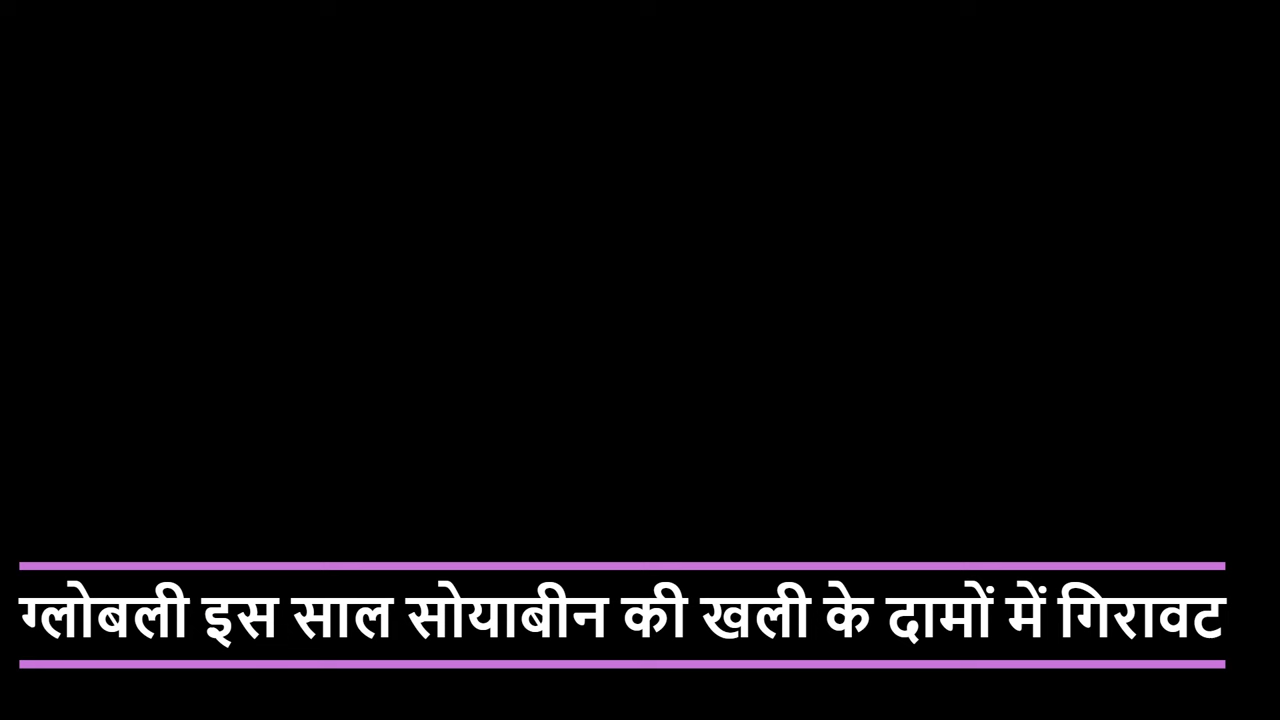 ग्लोबली इस साल सोयाबीन की खली के दामों में गिरावट